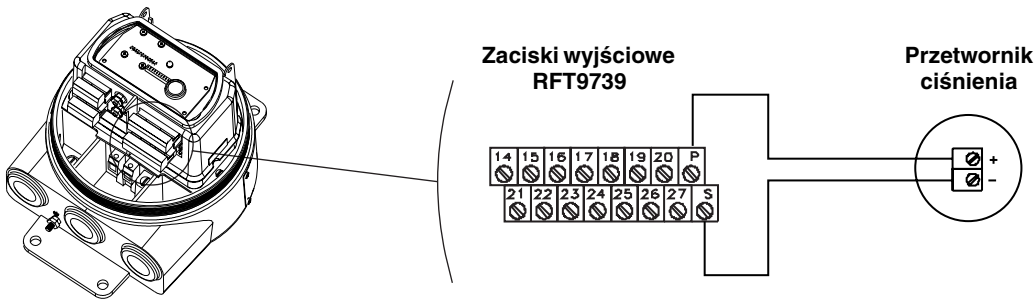 Zaciski wyjściowe
RFT9739
Przetwornik
ciśnienia
14 15 16 17 18 19 20 P
21 22 23 24 25 26 27 S
+
−